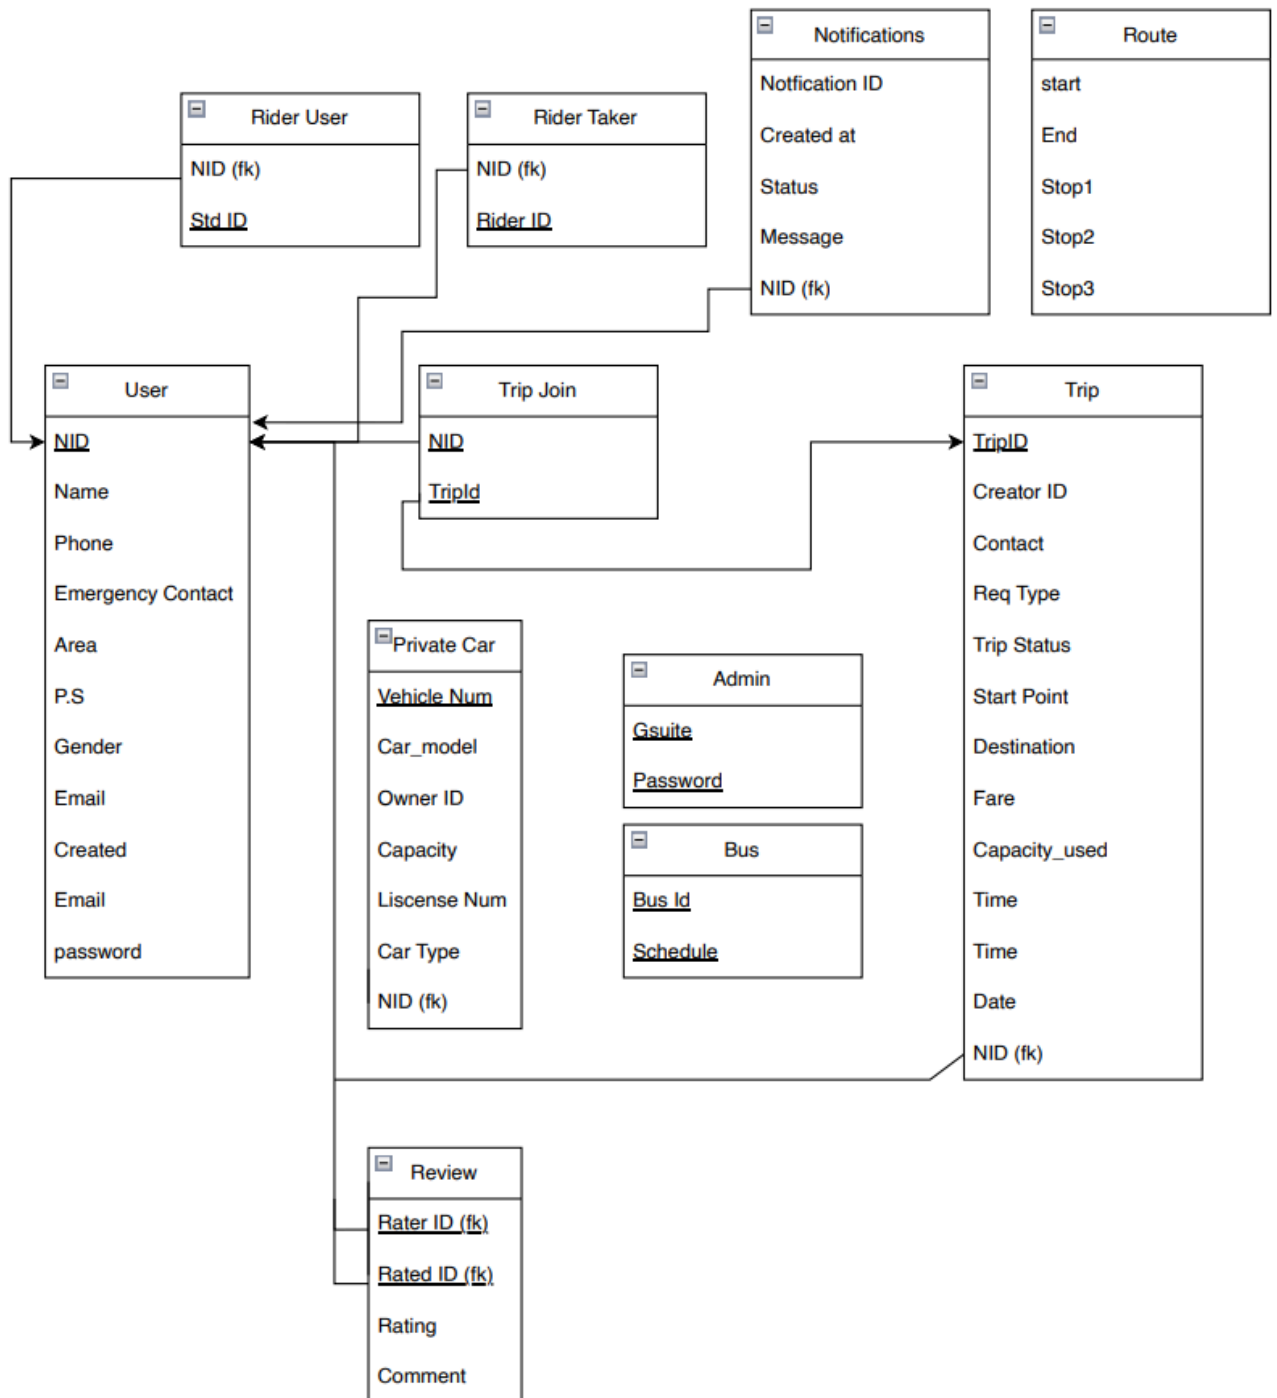 Notifications
Notfication ID
Created at
Status
Message
NID (fk)
Route
start
End
Stop1
Stop2
Stop3
Rider User
NID (fk)
Std ID
Rider Taker
NID (fk)
Rider ID
User
NID
Name
Phone
Emergency Contact
Area
P.S
Gender
Email
Created
Email
password
Trip Join
NID
TripId
Trip
TripID
Creator ID
Contact
Req Type
Trip Status
Start Point
Destination
Fare
Capacity_used
Time
Time
Date
NID (fk)
Private Car
Vehicle Num
Car_model
Owner ID
Capacity
Liscense Num
Car Type
NID (fk)
Admin
Gsuite
Password
Bus
Bus Id
Schedule
Review
Rater ID (fk)
Rated ID (fk)
Rating
Comment